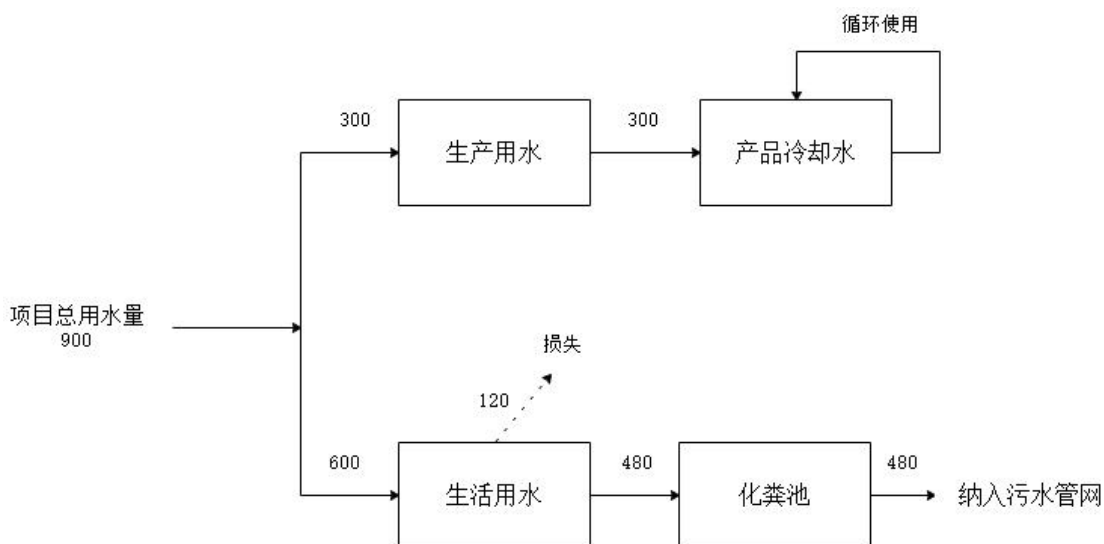 循环使用
300
生产用水
300
产品冷却水
项目总用水量
900
损失
120
600
生活用水
480
化粪池
480
纳入污水管网